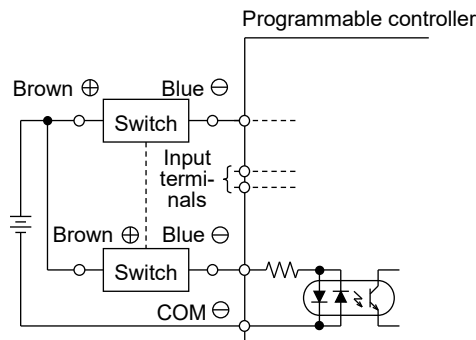 Programmable controller
Brown ⊕
Blue ⊖
Switch
Input
termi-
nals
Brown ⊕
Blue ⊖
Switch
COM ⊖